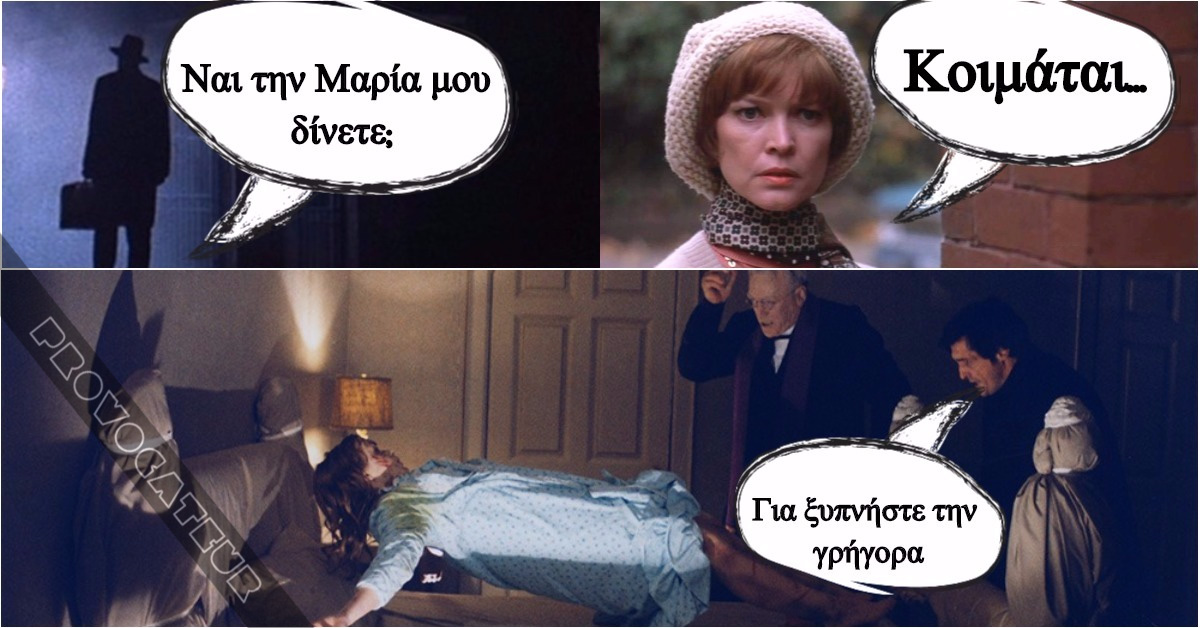 Ναι την Μαρία μου
δίνετε;
Κοιμάται...
Για ξυπνήστε την
γρήγορα
PROVOCATEUR